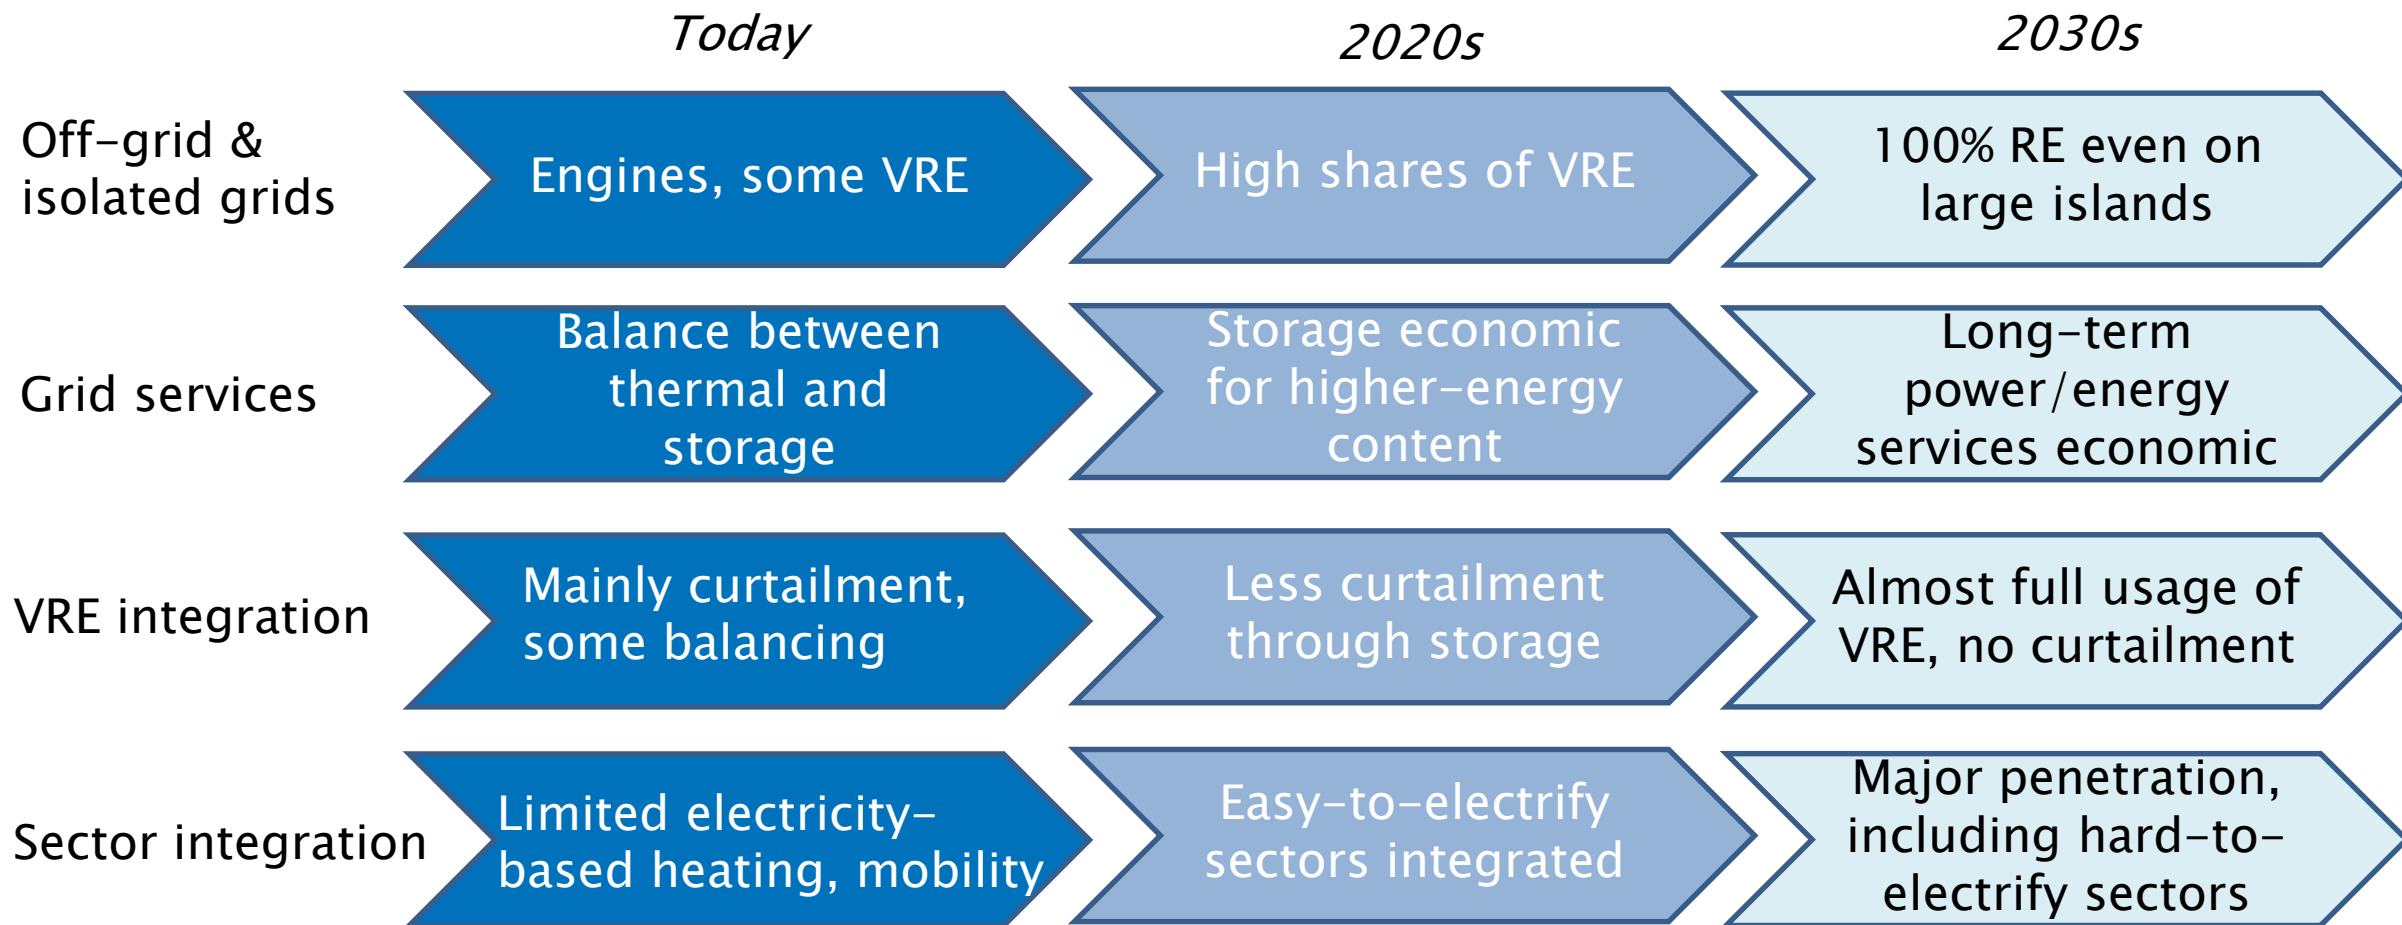 Today
2020s
2030s
Off-grid &
isolated grids
Engines, some VRE
High shares of VRE
100% RE even on
large islands
Grid services
Balance between
thermal and
storage
Storage economic
for higher-energy
content
Long-term
power/energy
services economic
VRE integration
Mainly curtailment,
some balancing
Less curtailment
through storage
Almost full usage of
VRE, no curtailment
Sector integration
Limited electricity-
based heating, mobility
Easy-to-electrify
sectors integrated
Major penetration,
including hard-to-
electrify sectors